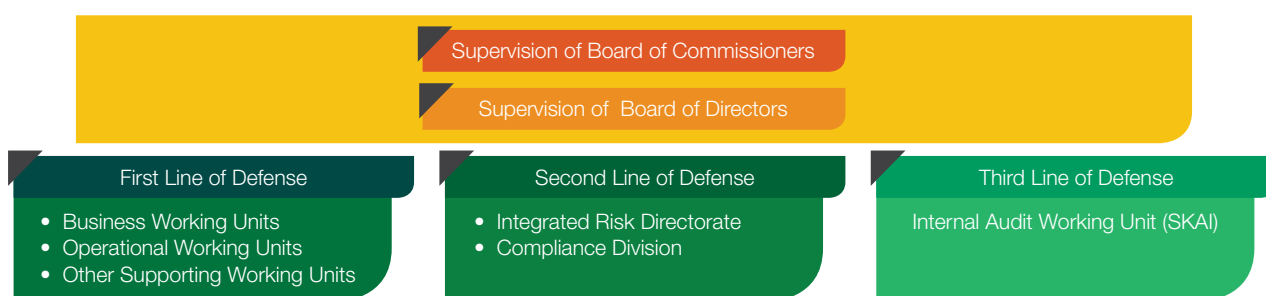 Supervision of Board of Commissioners
Supervision of Board of Directors
First Line of Defense
• Business Working Units
• Operational Working Units
• Other Supporting Working Units
Second Line of Defense
• Integrated Risk Directorate
• Compliance Division
Third Line of Defense
Internal Audit Working Unit (SKAI)